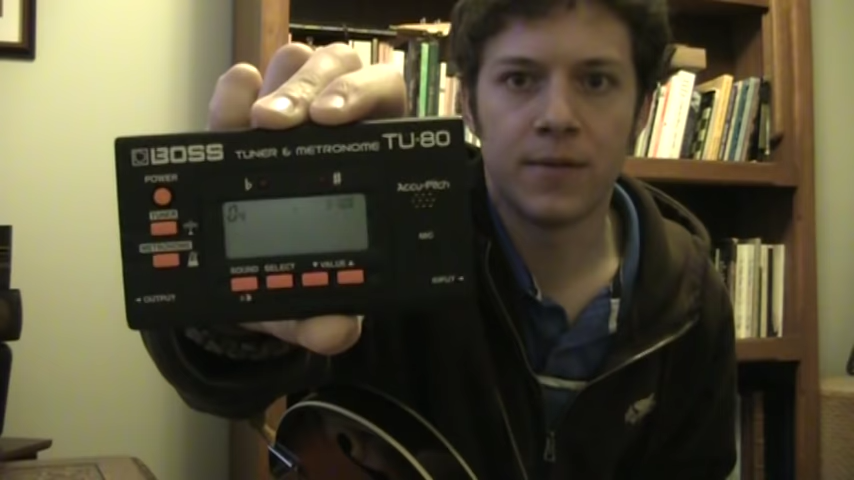 BOSS TUNER & METRONOME TU-80
POWER
b #
Accu-Pitch
TUNER
METRONOME
MIC
SOUND SELECT ▼ VALUE ▲
◄ OUTPUT
INPUT ◄